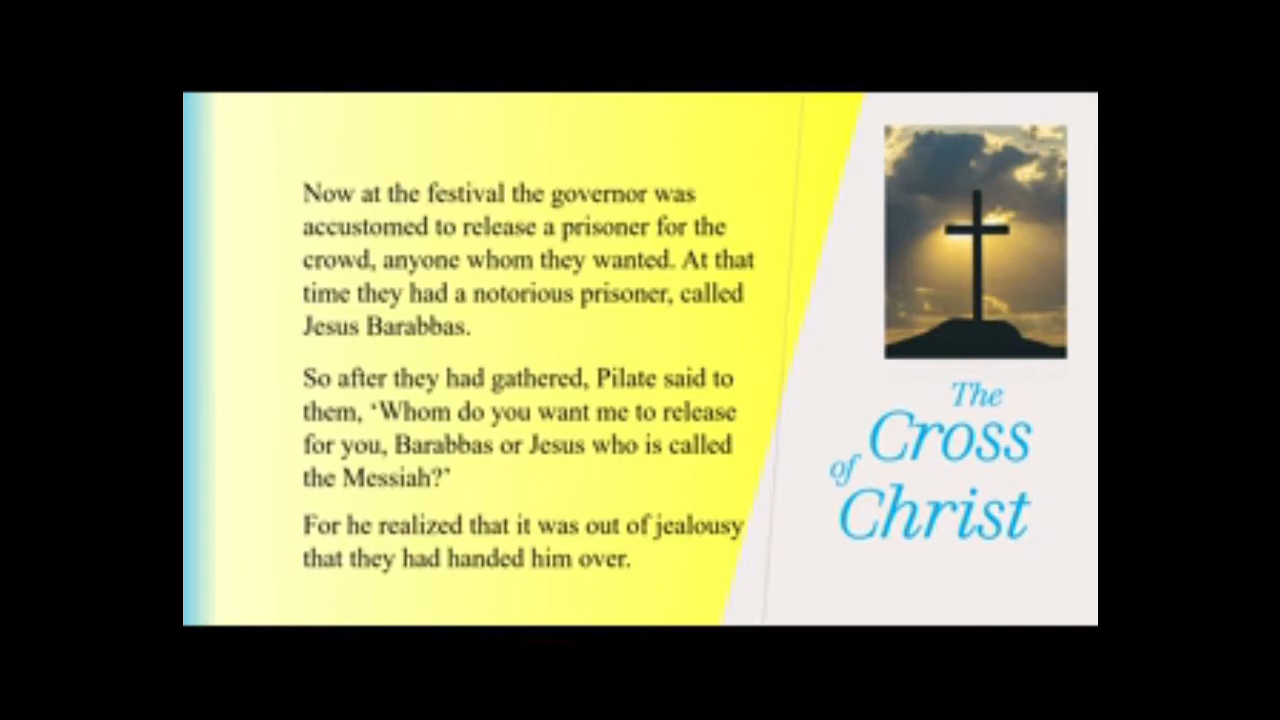 Now at the festival the governor was
accustomed to release a prisoner for the
crowd, anyone whom they wanted. At that
time they had a notorious prisoner, called
Jesus Barabbas.
So after they had gathered, Pilate said to
them, ‘Whom do you want me to release
for you, Barabbas or Jesus who is called
the Messiah?’
For he realized that it was out of jealousy
that they had handed him over.
The
Cross
of
Christ